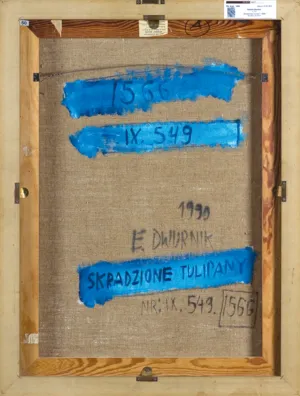 1566
IX. 549
1990
E. DWURNIK
SKRADZIONE TULIPANY
NR: IX. 549. 1566